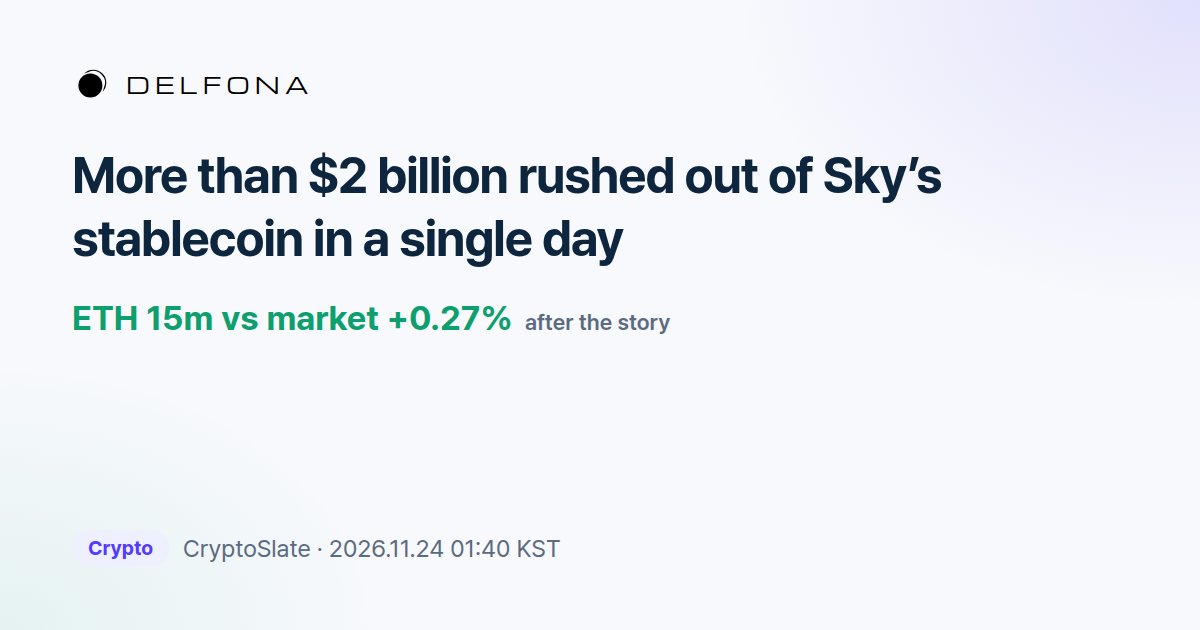 DELFONA
More than $2 billion rushed out of Sky’s
stablecoin in a single day
ETH 15m vs market +0.27% after the story
Crypto CryptoSlate · 2026.11.24 01:40 KST